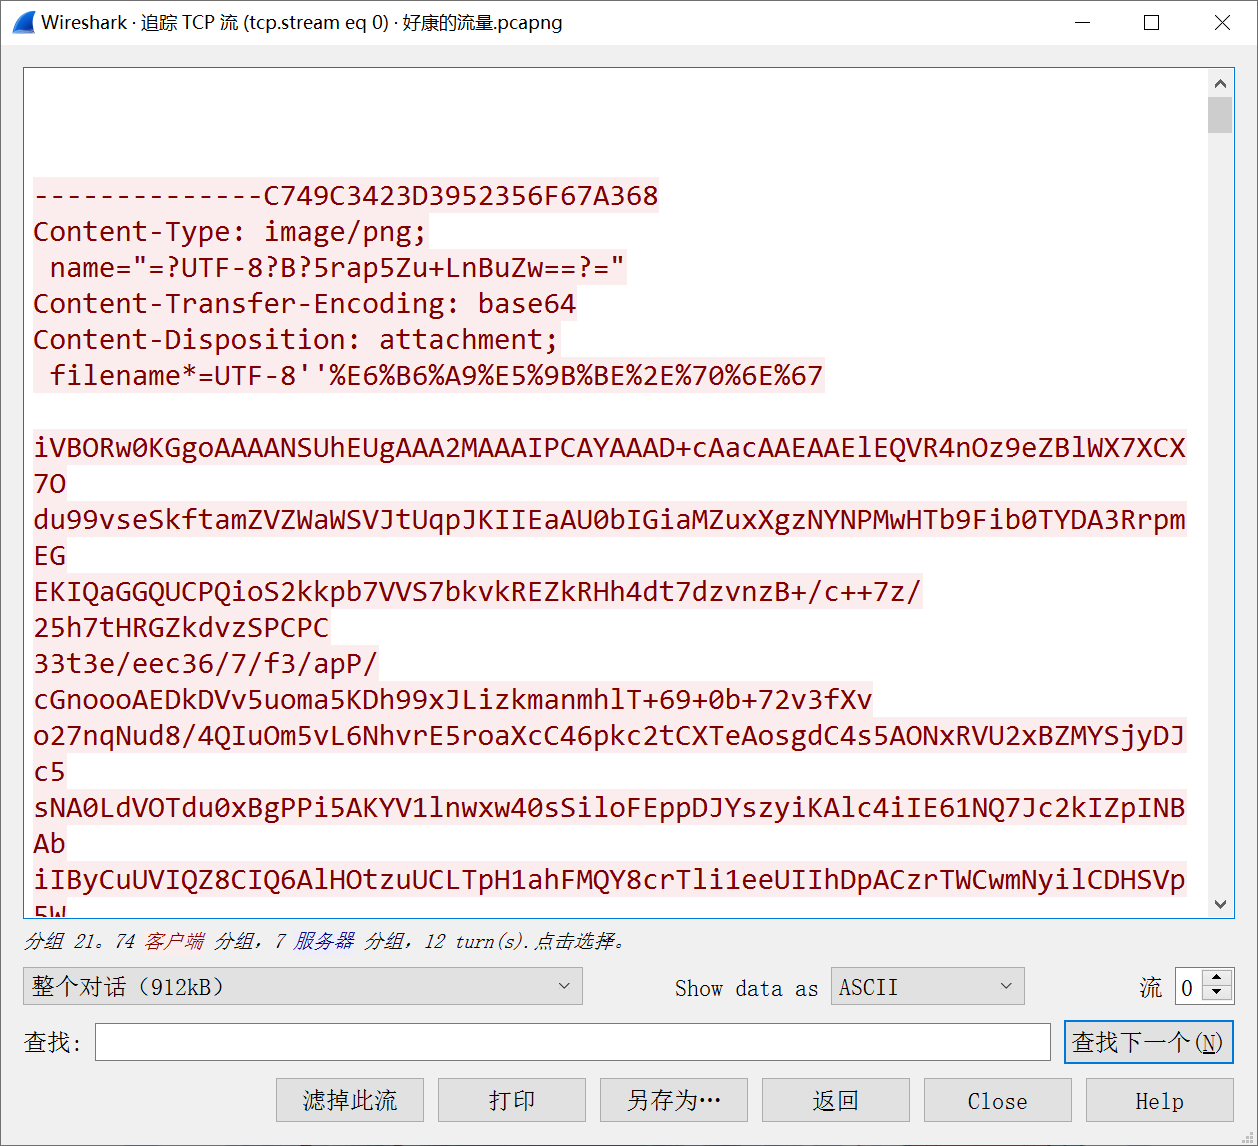 Wireshark · 追踪 TCP 流 (tcp.stream eq 0) · 好康的流量.pcapng
--------------C749C3423D3952356F67A368
Content-Type: image/png;
 name="=?UTF-8?B?5rap5Zu+LnBuZw==?="
Content-Transfer-Encoding: base64
Content-Disposition: attachment;
 filename*=UTF-8''%E6%B6%A9%E5%9B%BE%2E%70%6E%67
iVBORw0KGgoAAAANSUhEUgAAA2MAAAIPCAYAAAD+cAacAAEAAElEQVR4nOz9eZBlWX7XCX
7O
du99vseSkftamZVZWaWSVJtUqpJKIIEaAU0bIGiaMZuxXgzNYNPMwHTb9Fib0TYDA3Rrpm
EG
EKIQaGGQUCPQioS2kkpb7VVS7bkvkREZkRHh4dt7dzvnzB+/c++7z/
25h7tHRGZkdvzSPCPC
33t3e/eec36/7/f3/apP/
cGnoooAEDkDVv5uoma5KDh99xJLizkmanmhlT+69+0b+72v3fXv
o27nqNud8/4QIuOm5vL6NhvrE5roaXcC46pkc2tCXTeAosgdC4s5AONxRVU2xBZMYSjyDJ
c5
sNA0LdVOTdu0xBgPPi5AKYV1lnwxw40sSiloFEppDJYszyiKAlc4iIE61NQ7Jc2kIZpINB
Ab
iIByCuUVIQZ8CIQ6AlHOtzuUCLTpH1ahFMQY8crTli1eeUIIhDpACzrTWCwmNyilCDHSVp
5W
分组 21。74 客户端 分组，7 服务器 分组，12 turn(s).点击选择。
整个对话（912kB）
Show data as
ASCII
流
0
查找:
查找下一个(N)
滤掉此流
打印
另存为…
返回
Close
Help